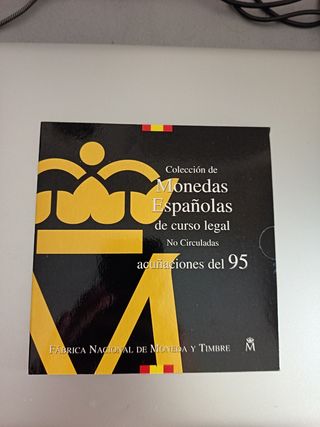 Colección de
Monedas
Españolas
de curso legal
No Circuladas
acuñaciones del 95
FÁBRICA NACIONAL DE MONEDA Y TIMBRE
M